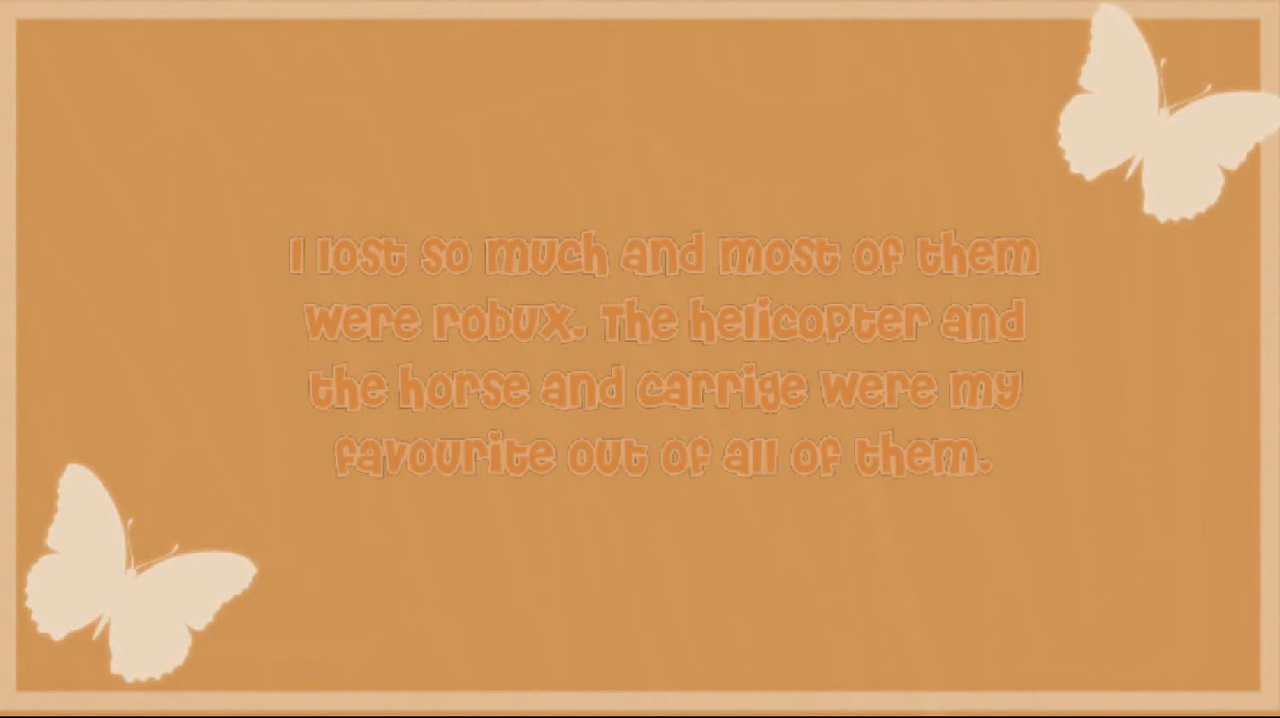 I lost so much and most of them
were robux. The helicopter and
the horse and carrige were my
favourite out of all of them.